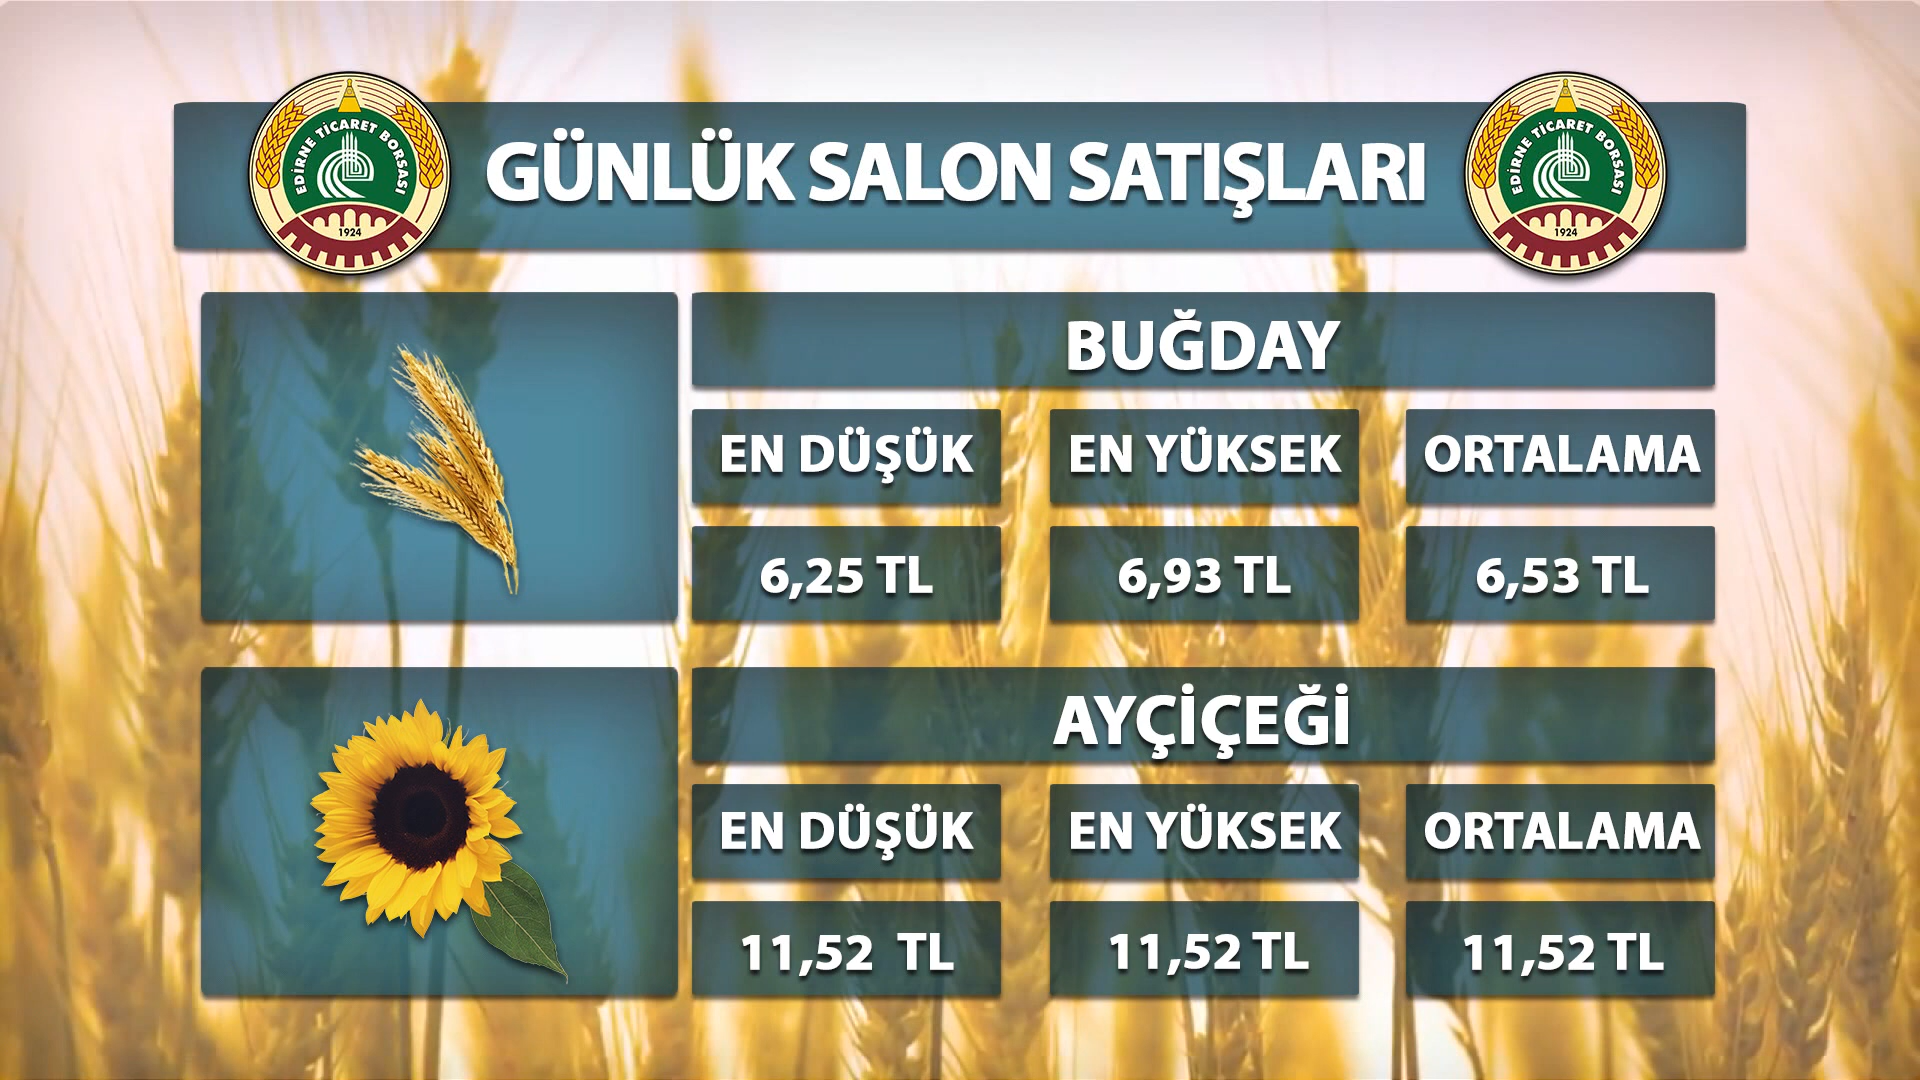 EDİRNE TİCARET BORSASI
1924
GÜNLÜK SALON SATIŞLARI
EDİRNE TİCARET BORSASI
1924
BUĞDAY
EN DÜŞÜK EN YÜKSEK ORTALAMA
6,25 TL 6,93 TL 6,53 TL
AYÇİÇEĞİ
EN DÜŞÜK EN YÜKSEK ORTALAMA
11,52 TL 11,52 TL 11,52 TL